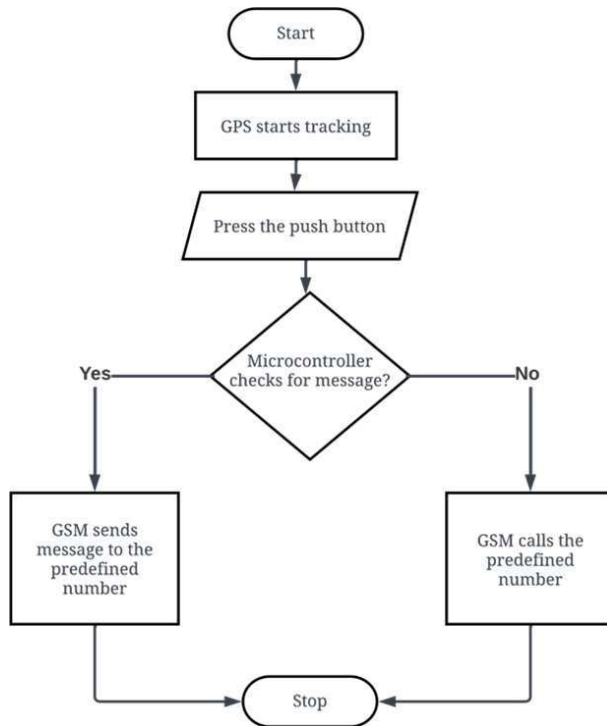 Start
GPS starts tracking
Press the push button
Microcontroller
checks for message?
Yes
No
GSM sends
message to the
predefined
number
GSM calls the
predefined
number
Stop